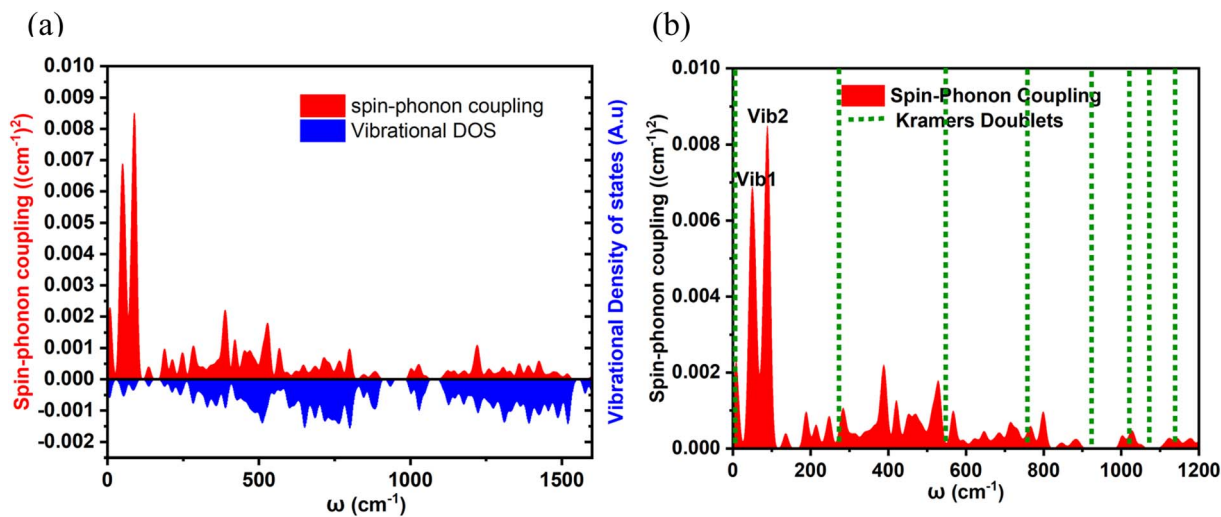 (a)
(b)
Spin-phonon coupling ((cm⁻¹)²)
0.010
0.009
0.008
0.007
0.006
0.005
0.004
0.003
0.002
0.001
0.000
-0.001
-0.002
spin-phonon coupling
Vibrational DOS
0
500
1000
1500
ω (cm⁻¹)
Vibrational Density of states (A.u)
Spin-phonon coupling ((cm⁻¹)²)
0.010
0.008
0.006
0.004
0.002
0.000
Spin-Phonon Coupling
Kramers Doublets
Vib2
Vib1
0
200
400
600
800
1000
1200
ω (cm⁻¹)